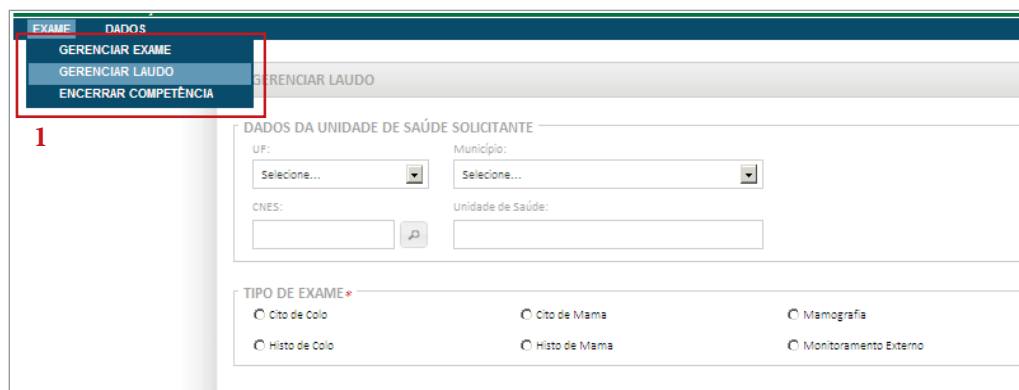 EXAME DADOS
GERENCIAR EXAME
GERENCIAR LAUDO
ENCERRAR COMPETÊNCIA
1
GERENCIAR LAUDO
DADOS DA UNIDADE DE SAÚDE SOLICITANTE
UF: Município:
Selecione... Selecione...
CNES: Unidade de Saúde:
TIPO DE EXAME*
Cito de Colo Cito de Mama Mamografia
Histo de Colo Histo de Mama Monitoramento Externo